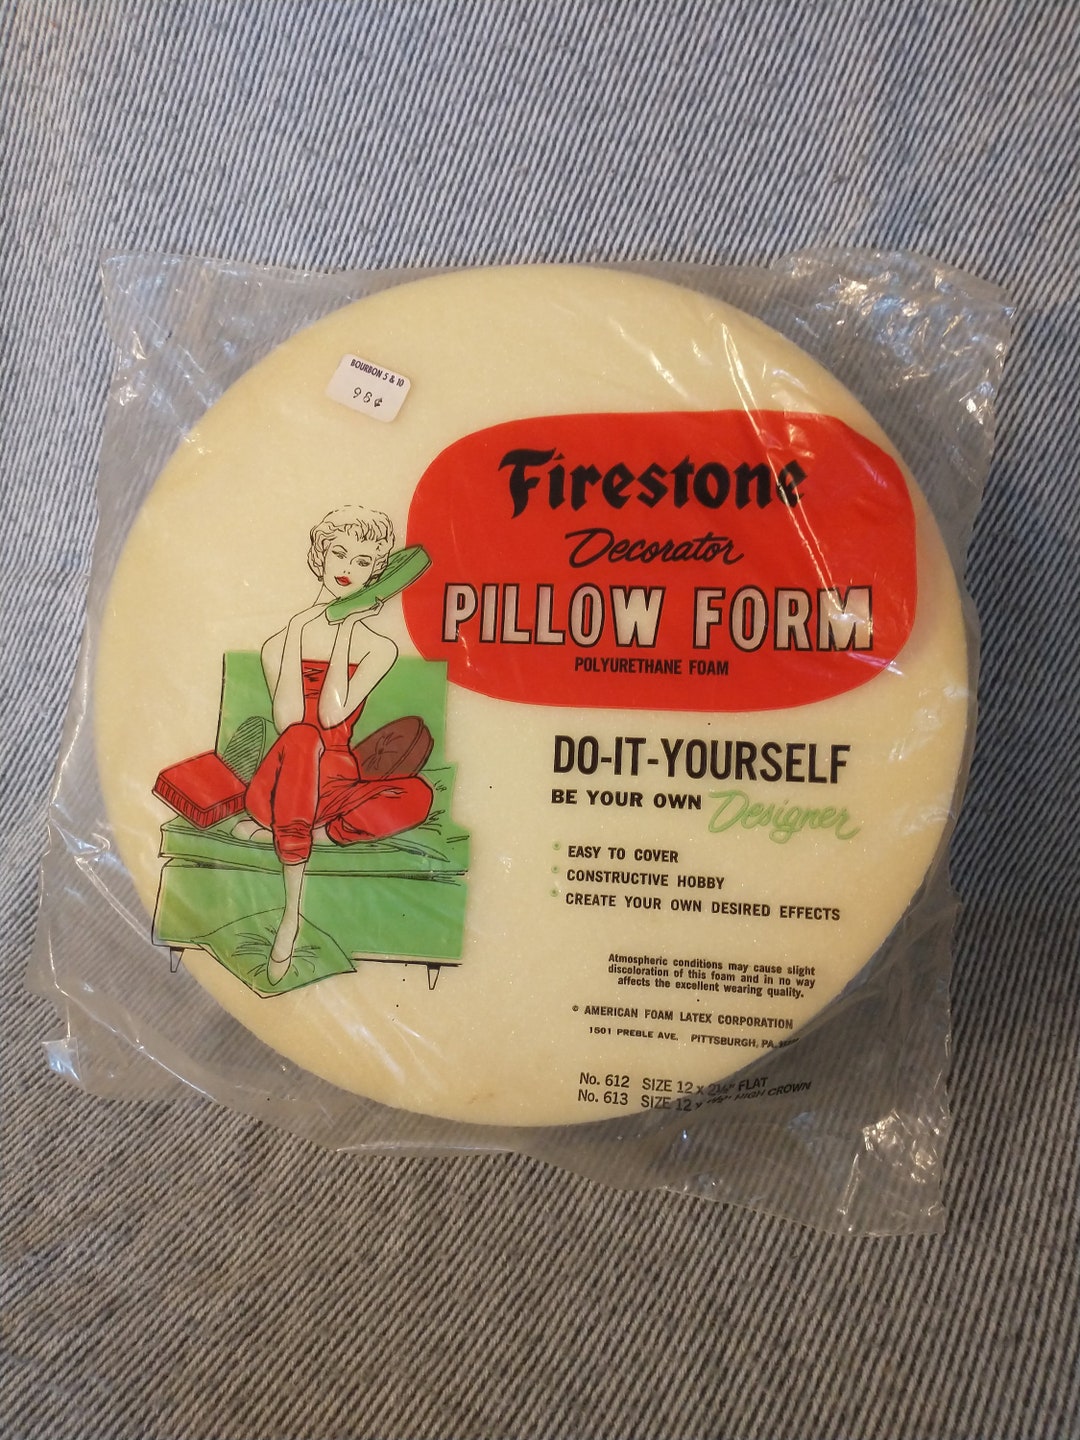 BOURBON 5 & 10
98¢
Firestone
Decorator
PILLOW FORM
POLYURETHANE FOAM
DO-IT-YOURSELF
BE YOUR OWN Designer
EASY TO COVER
CONSTRUCTIVE HOBBY
CREATE YOUR OWN DESIRED EFFECTS
Atmospheric conditions may cause slight
discoloration of this foam and in no way
affects the excellent wearing quality.
© AMERICAN FOAM LATEX CORPORATION
1501 PREBLE AVE. PITTSBURGH, PA.
No. 612 SIZE 12 x 2¼" FLAT
No. 613 SIZE 12 x HIGH CROWN